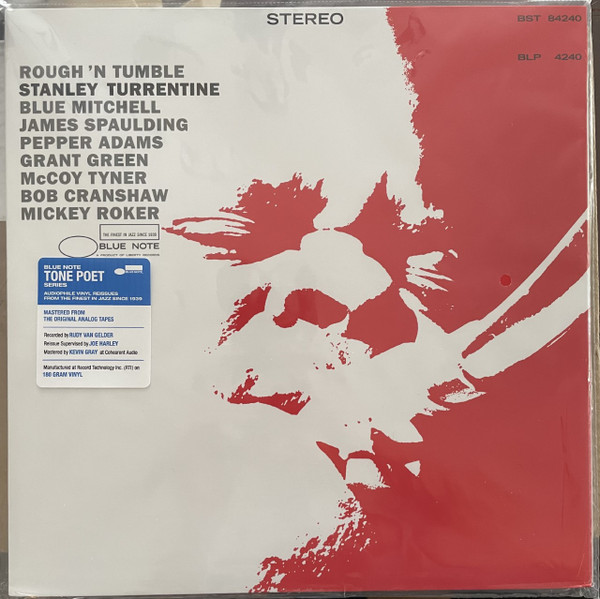 STEREO
BST 84240
BLP 4240
ROUGH 'N TUMBLE
STANLEY TURRENTINE
BLUE MITCHELL
JAMES SPAULDING
PEPPER ADAMS
GRANT GREEN
McCOY TYNER
BOB CRANSHAW
MICKEY ROKER
THE FINEST IN JAZZ SINCE 1939
BLUE NOTE
A PRODUCT OF LIBERTY RECORDS
BLUE NOTE
TONE POET
SERIES
AUDIOPHILE VINYL REISSUES
FROM THE FINEST IN JAZZ SINCE 1939
MASTERED FROM
THE ORIGINAL ANALOG TAPES
Recorded by RUDY VAN GELDER
Reissue Supervised by JOE HARLEY
Mastered by KEVIN GRAY at Cohearent Audio
Manufactured at Record Technology Inc. (RTI) on
180 GRAM VINYL